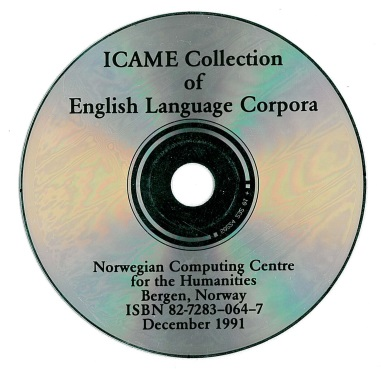 ICAME Collection
of
English Language Corpora
Norwegian Computing Centre
for the Humanities
Bergen, Norway
ISBN 82-7283–064–7
December 1991